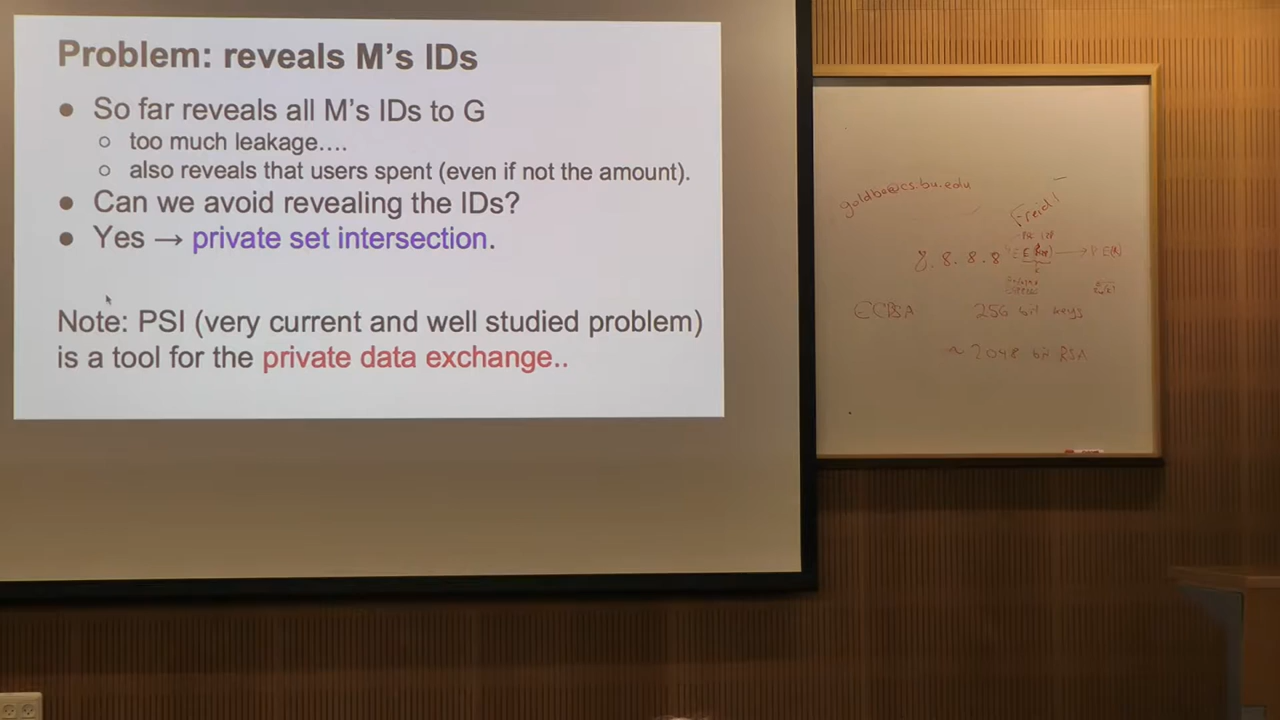 Problem: reveals M's IDs
● So far reveals all M's IDs to G
○ too much leakage....
○ also reveals that users spent (even if not the amount).
● Can we avoid revealing the IDs?
● Yes → private set intersection.
Note: PSI (very current and well studied problem)
is a tool for the private data exchange..
goldbe@cs.bu.edu
8.8.8.8
ECDSA 256 bit keys
~ 2048 bit RSA